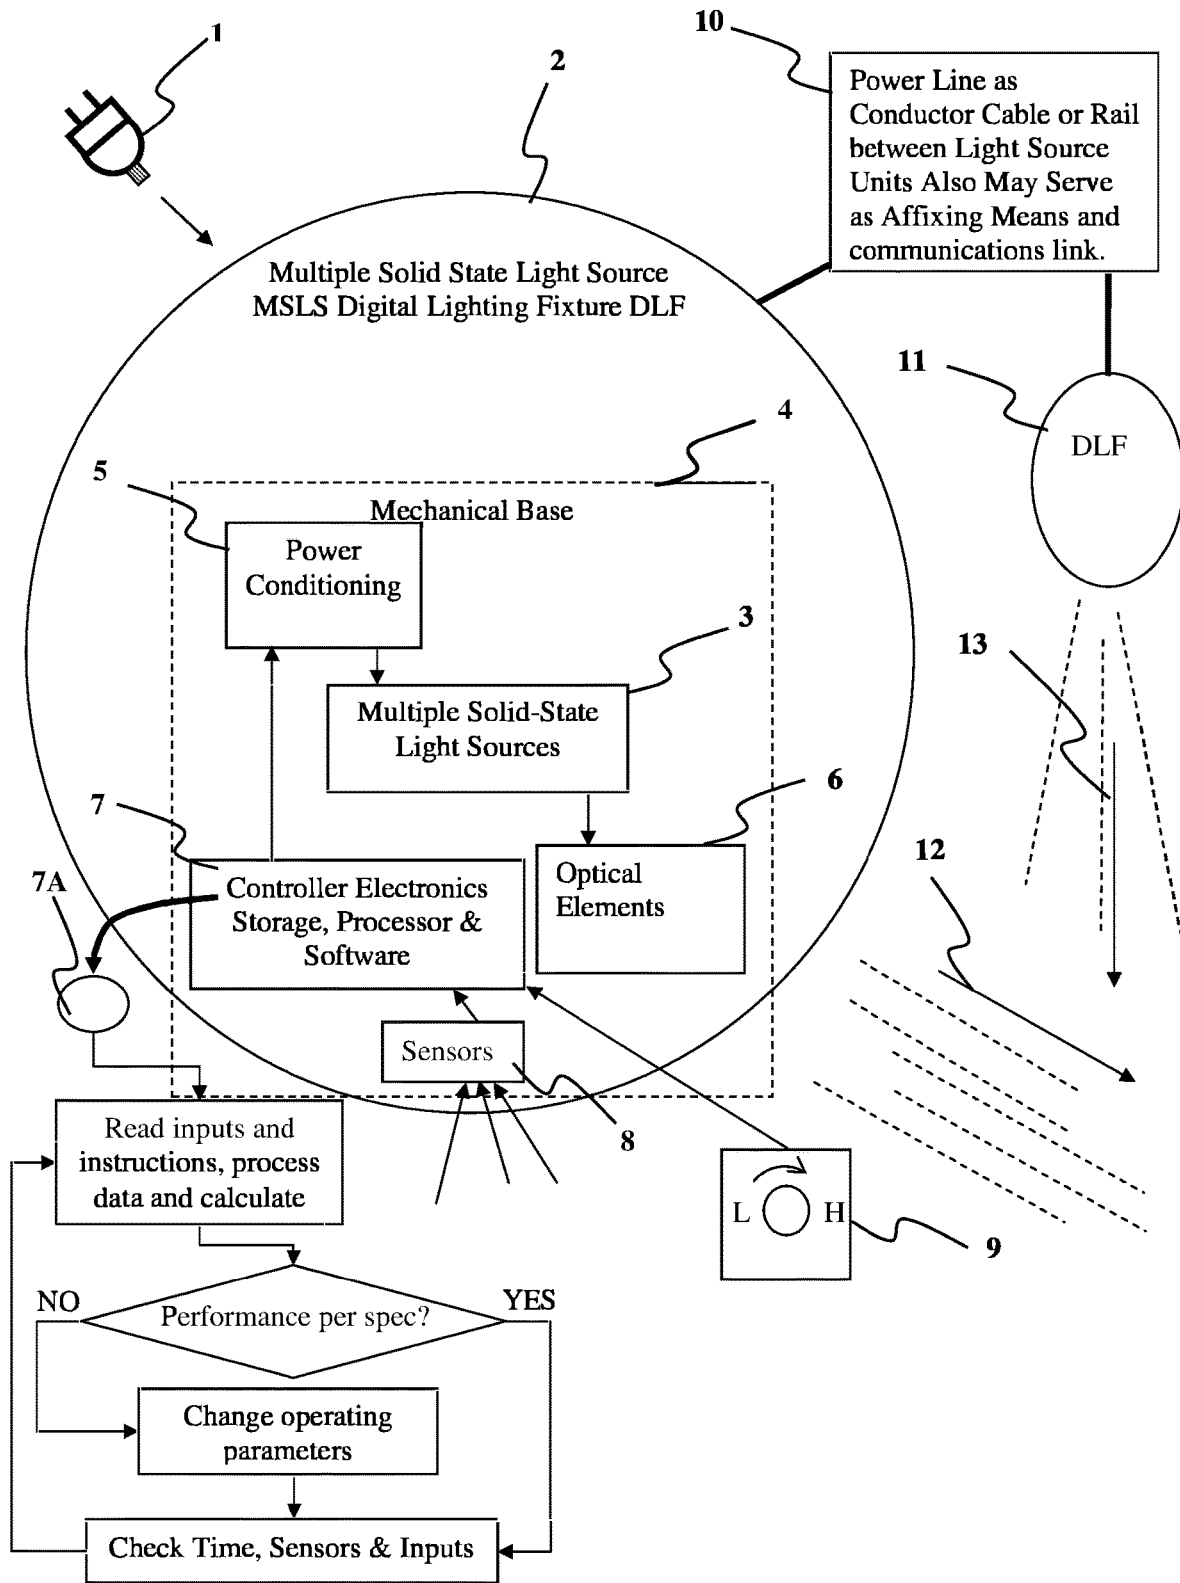 1
2
10
Power Line as
Conductor Cable or Rail
between Light Source
Units Also May Serve
as Affixing Means and
communications link.
Multiple Solid State Light Source
MSLS Digital Lighting Fixture DLF
11
DLF
4
5
Mechanical Base
Power
Conditioning
3
13
Multiple Solid-State
Light Sources
6
7
12
7A
Controller Electronics
Storage, Processor &
Software
Optical
Elements
Sensors
8
Read inputs and
instructions, process
data and calculate
L H
9
NO
Performance per spec?
YES
Change operating
parameters
Check Time, Sensors & Inputs